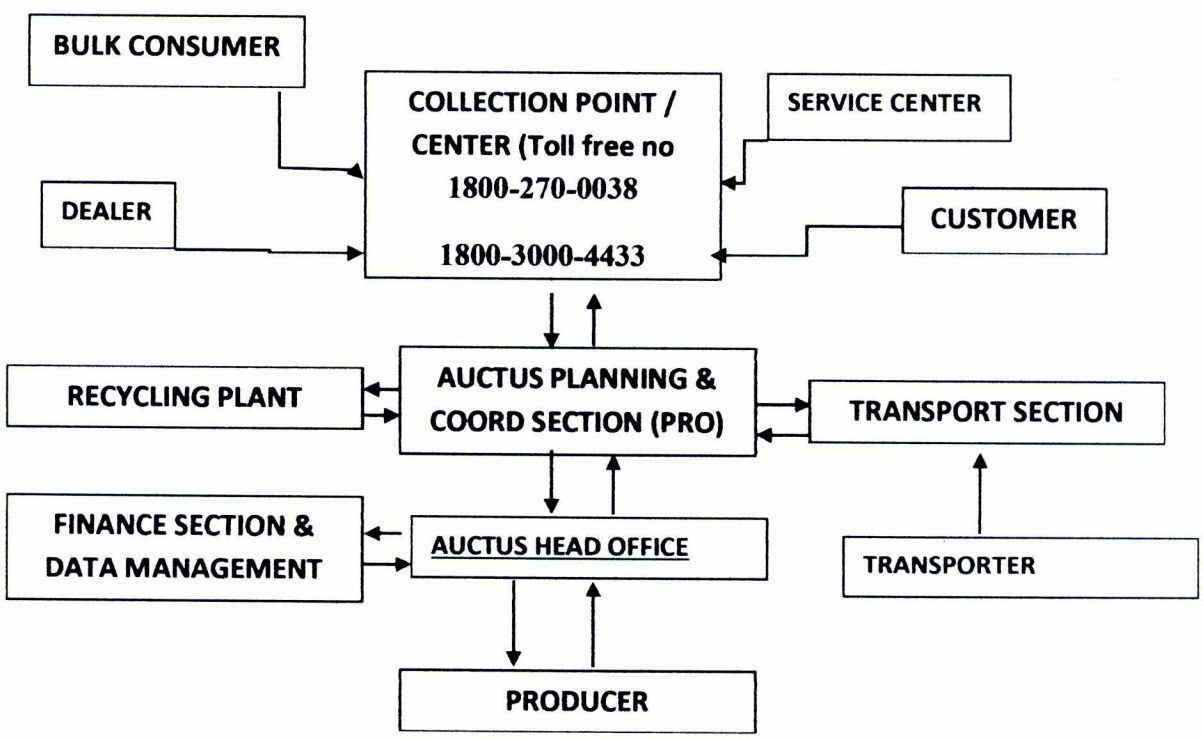 BULK CONSUMER
COLLECTION POINT /
CENTER (Toll free no
1800-270-0038
1800-3000-4433
SERVICE CENTER
DEALER
CUSTOMER
RECYCLING PLANT
AUCTUS PLANNING &
COORD SECTION (PRO)
TRANSPORT SECTION
FINANCE SECTION &
DATA MANAGEMENT
AUCTUS HEAD OFFICE
TRANSPORTER
PRODUCER